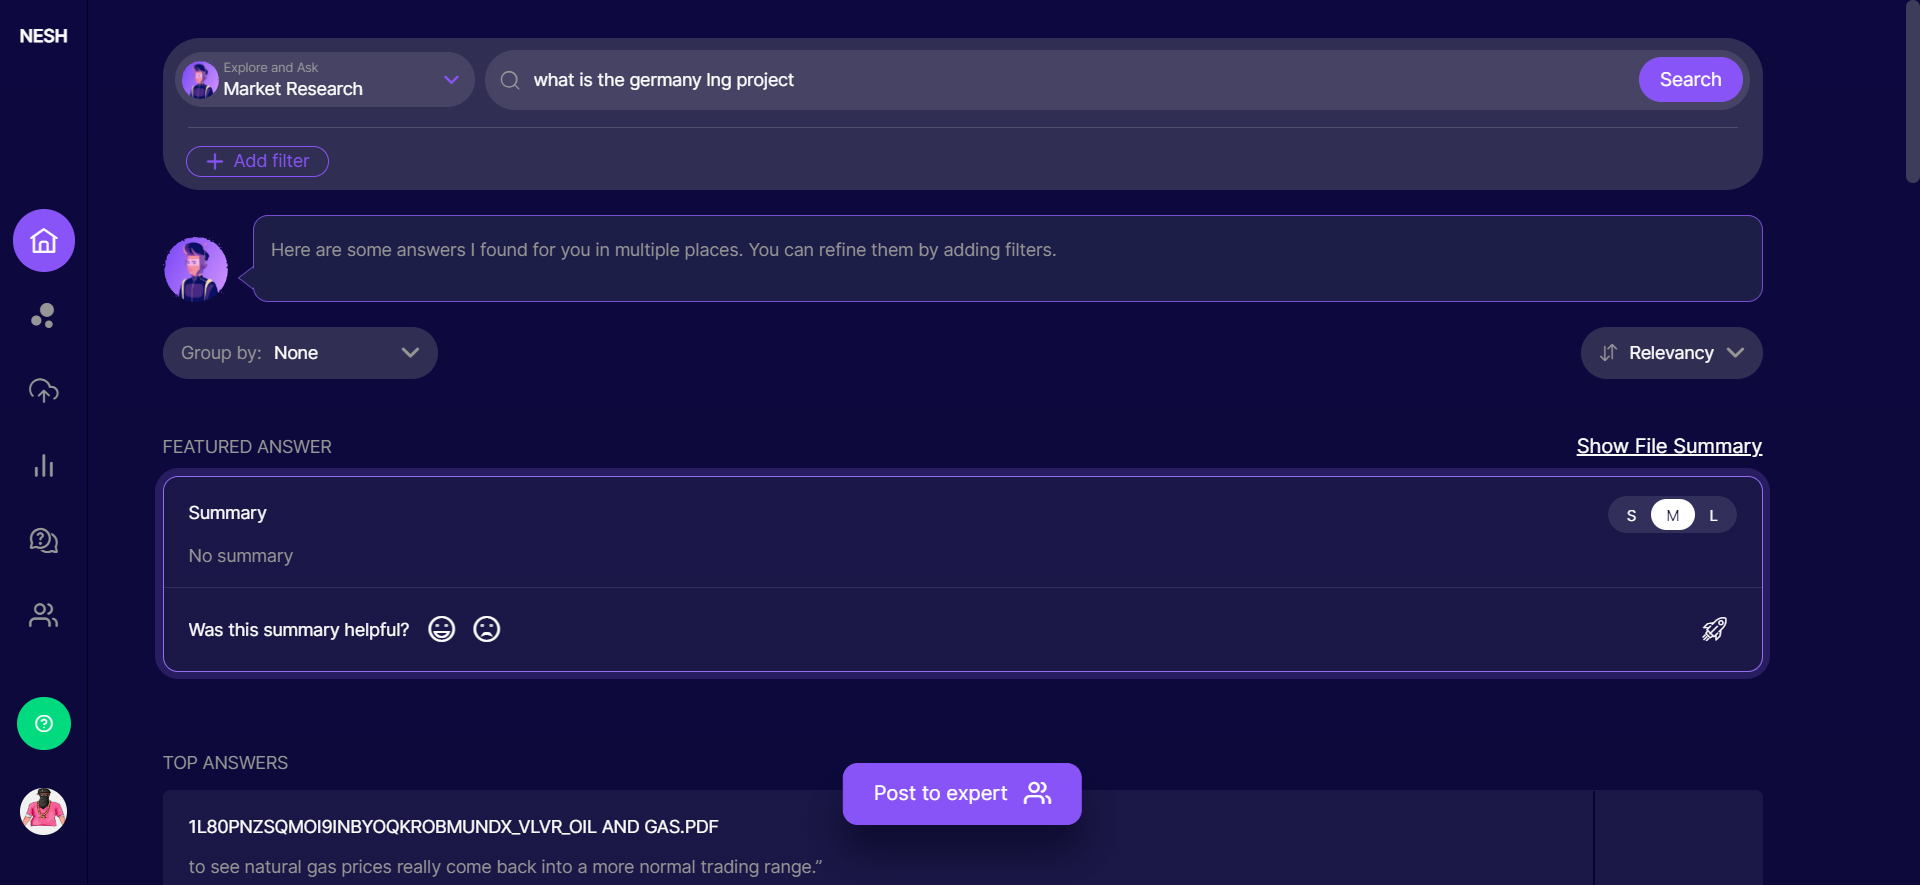 NESH
Explore and Ask
Market Research
what is the germany lng project
Search
Add filter
Here are some answers I found for you in multiple places. You can refine them by adding filters.
Group by: None
Relevancy
FEATURED ANSWER
Show File Summary
Summary
S M L
No summary
Was this summary helpful?
TOP ANSWERS
Post to expert
1L80PNZSQMOI9INBYOQKROBMUNDX_VLVR_OIL AND GAS.PDF
to see natural gas prices really come back into a more normal trading range.”